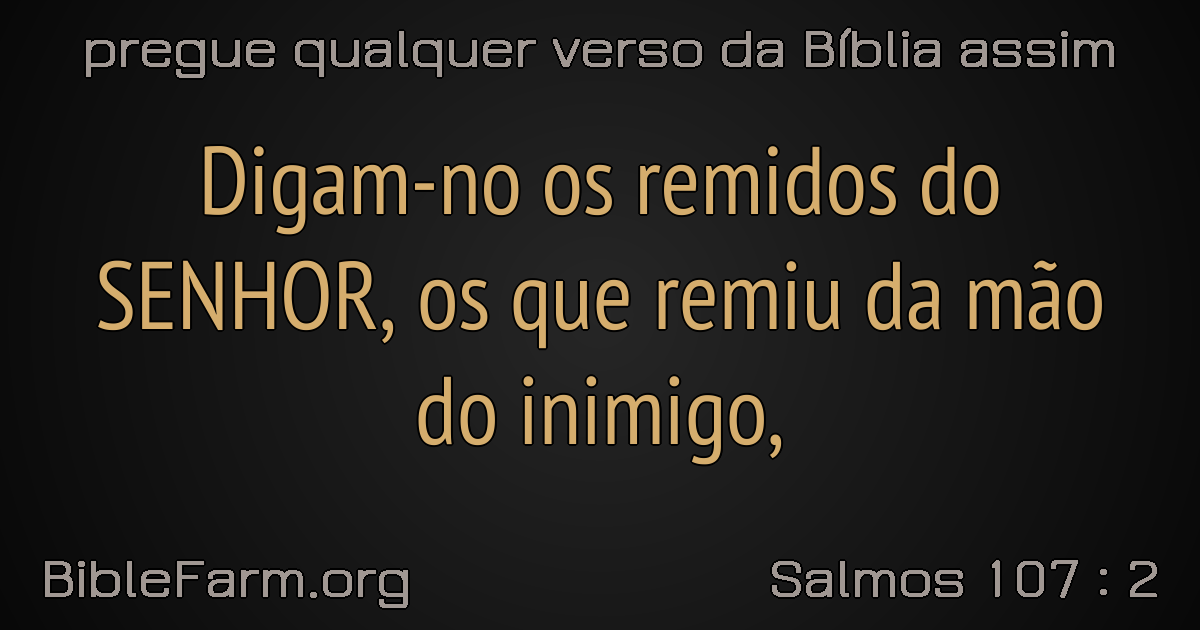 pregue qualquer verso da Bíblia assim
Digam-no os remidos do
SENHOR, os que remiu da mão
do inimigo,
BibleFarm.org
Salmos 107 : 2